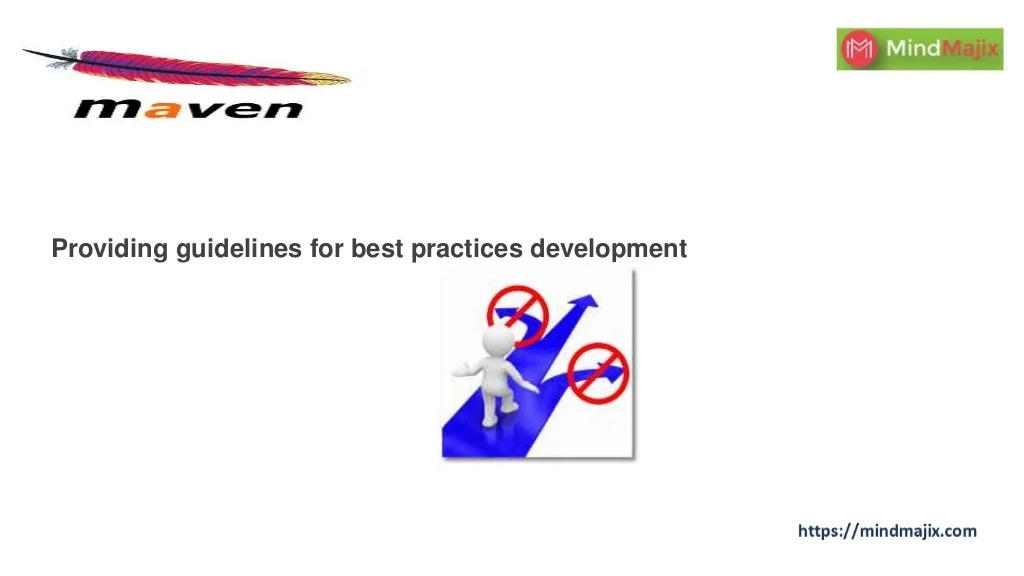 maven
MindMajix
Providing guidelines for best practices development
https://mindmajix.com